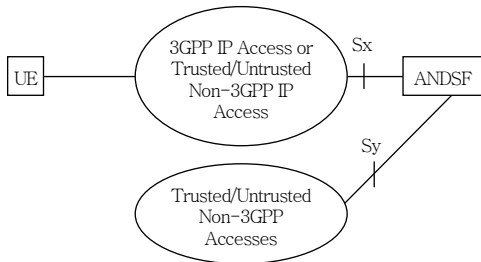 3GPP IP Access or
Trusted/Untrusted
Non-3GPP IP
Access
UE
Sx
ANDSF
Sy
Trusted/Untrusted
Non-3GPP
Accesses